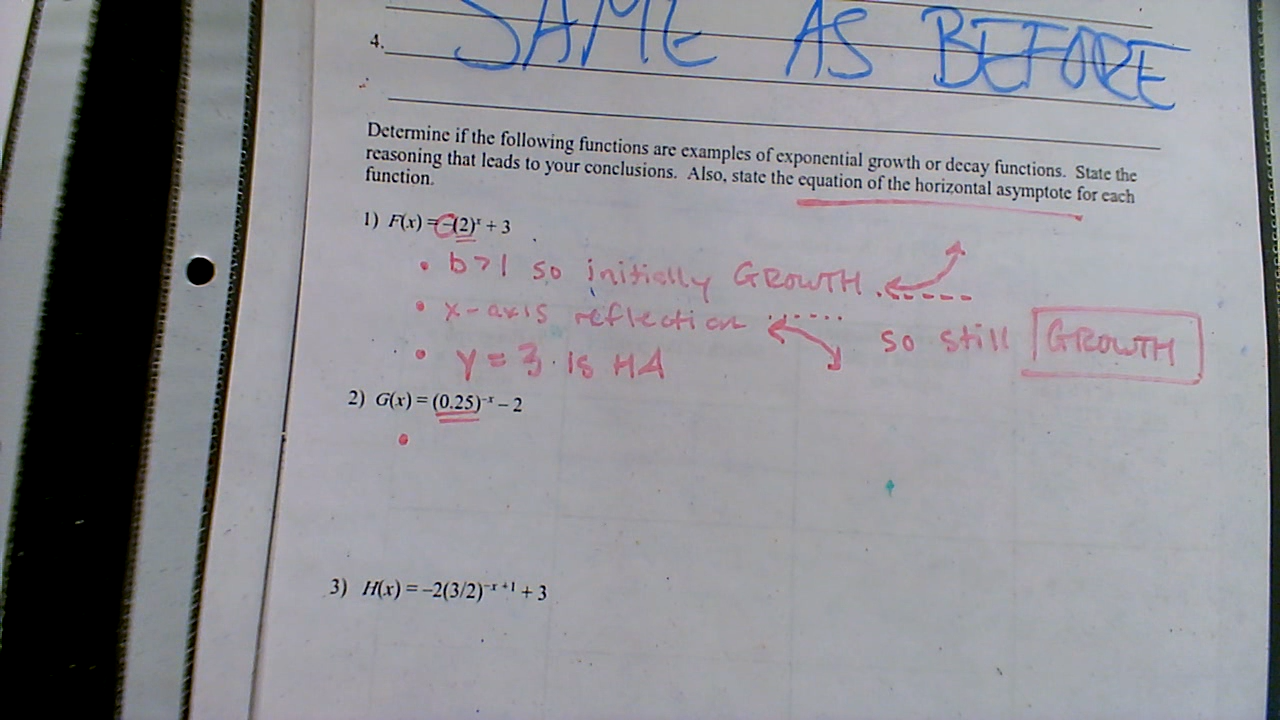 SAME AS BEFORE
4.
Determine if the following functions are examples of exponential growth or decay functions. State the
reasoning that leads to your conclusions. Also, state the equation of the horizontal asymptote for each
function.
1) F(x) = -(2)ˣ + 3
• b>1 so initially GROWTH
• x-axis reflection so still GROWTH
• y = 3 is HA
2) G(x) = (0.25)⁻ˣ – 2
•
3) H(x) = –2(3/2)⁻ˣ⁺¹ + 3